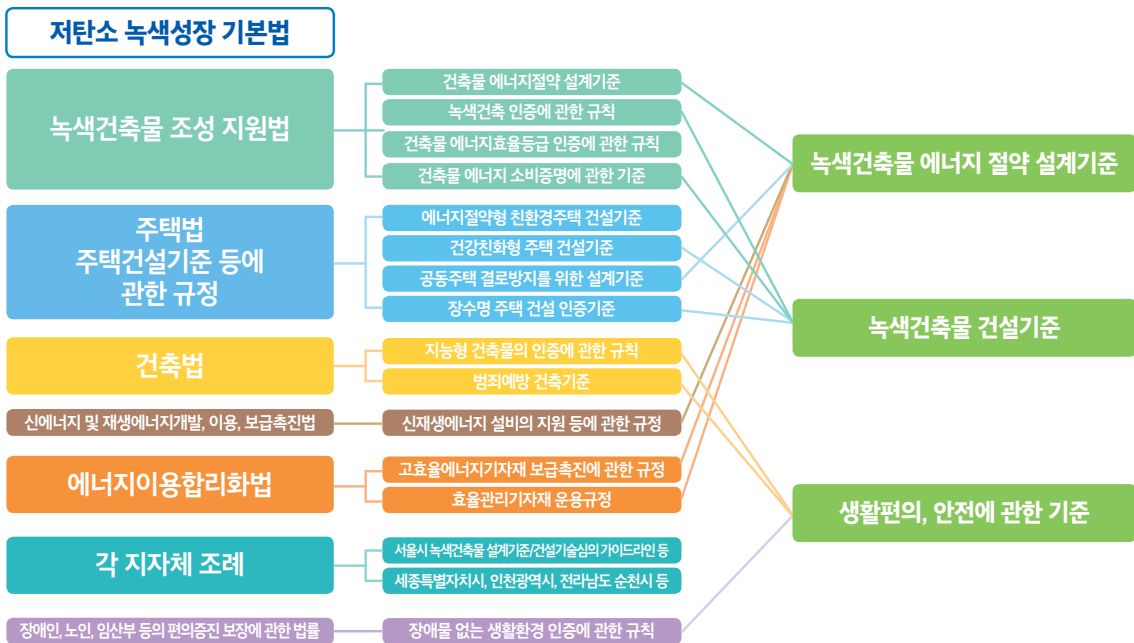 저탄소 녹색성장 기본법
녹색건축물 조성 지원법
건축물 에너지절약 설계기준
녹색건축 인증에 관한 규칙
건축물 에너지효율등급 인증에 관한 규칙
건축물 에너지 소비증명에 관한 기준
주택법
주택건설기준 등에
관한 규정
에너지절약형 친환경주택 건설기준
건강친화형 주택 건설기준
공동주택 결로방지를 위한 설계기준
장수명 주택 건설 인증기준
건축법
지능형 건축물의 인증에 관한 규칙
범죄예방 건축기준
신에너지 및 재생에너지개발, 이용, 보급촉진법
신재생에너지 설비의 지원 등에 관한 규정
에너지이용합리화법
고효율에너지기자재 보급촉진에 관한 규정
효율관리기자재 운용규정
각 지자체 조례
서울시 녹색건축물 설계기준/건설기술심의 가이드라인 등
세종특별자치시, 인천광역시, 전라남도 순천시 등
장애인, 노인, 임산부 등의 편의증진 보장에 관한 법률
장애물 없는 생활환경 인증에 관한 규칙
녹색건축물 에너지 절약 설계기준
녹색건축물 건설기준
생활편의, 안전에 관한 기준